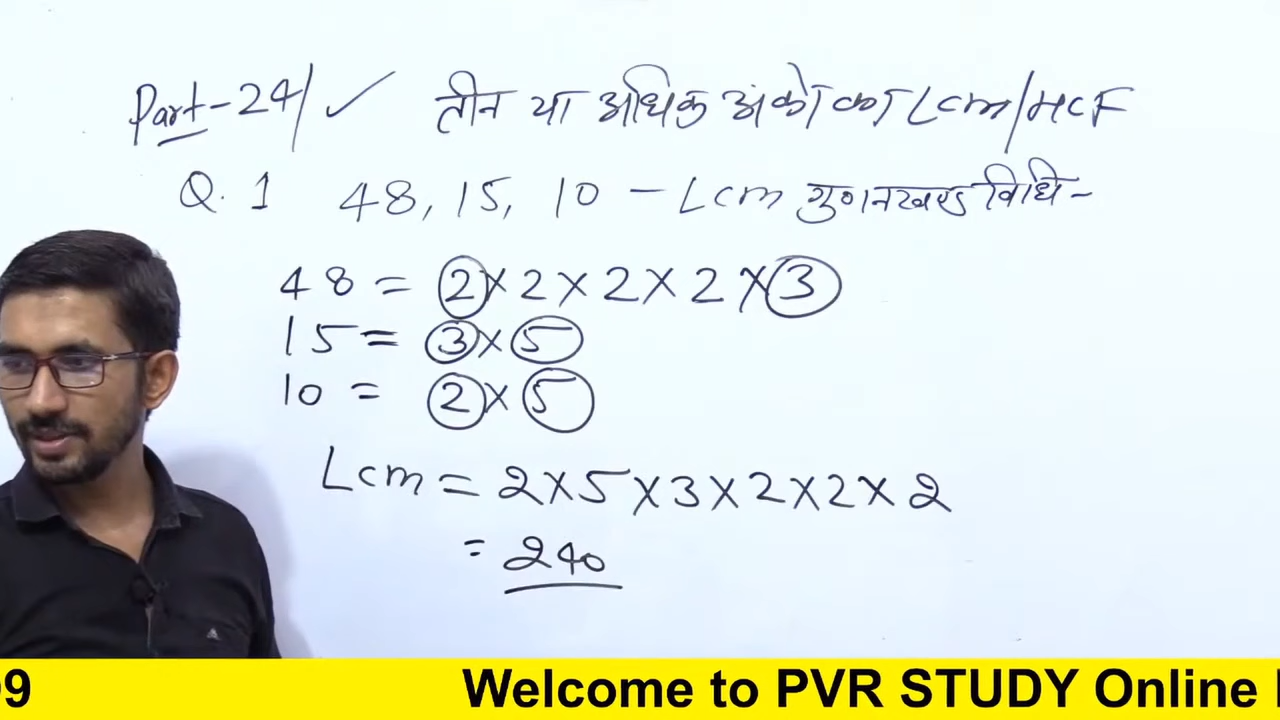 Part-24/ ✓ तीन या अधिक अंको का Lcm/HCF
Q. 1 48, 15, 10 - Lcm गुणनखण्ड विधि -
48 = 2×2×2×2×3
15 = 3×5
10 = 2×5
Lcm = 2×5×3×2×2×2
= 240
09 Welcome to PVR STUDY Online